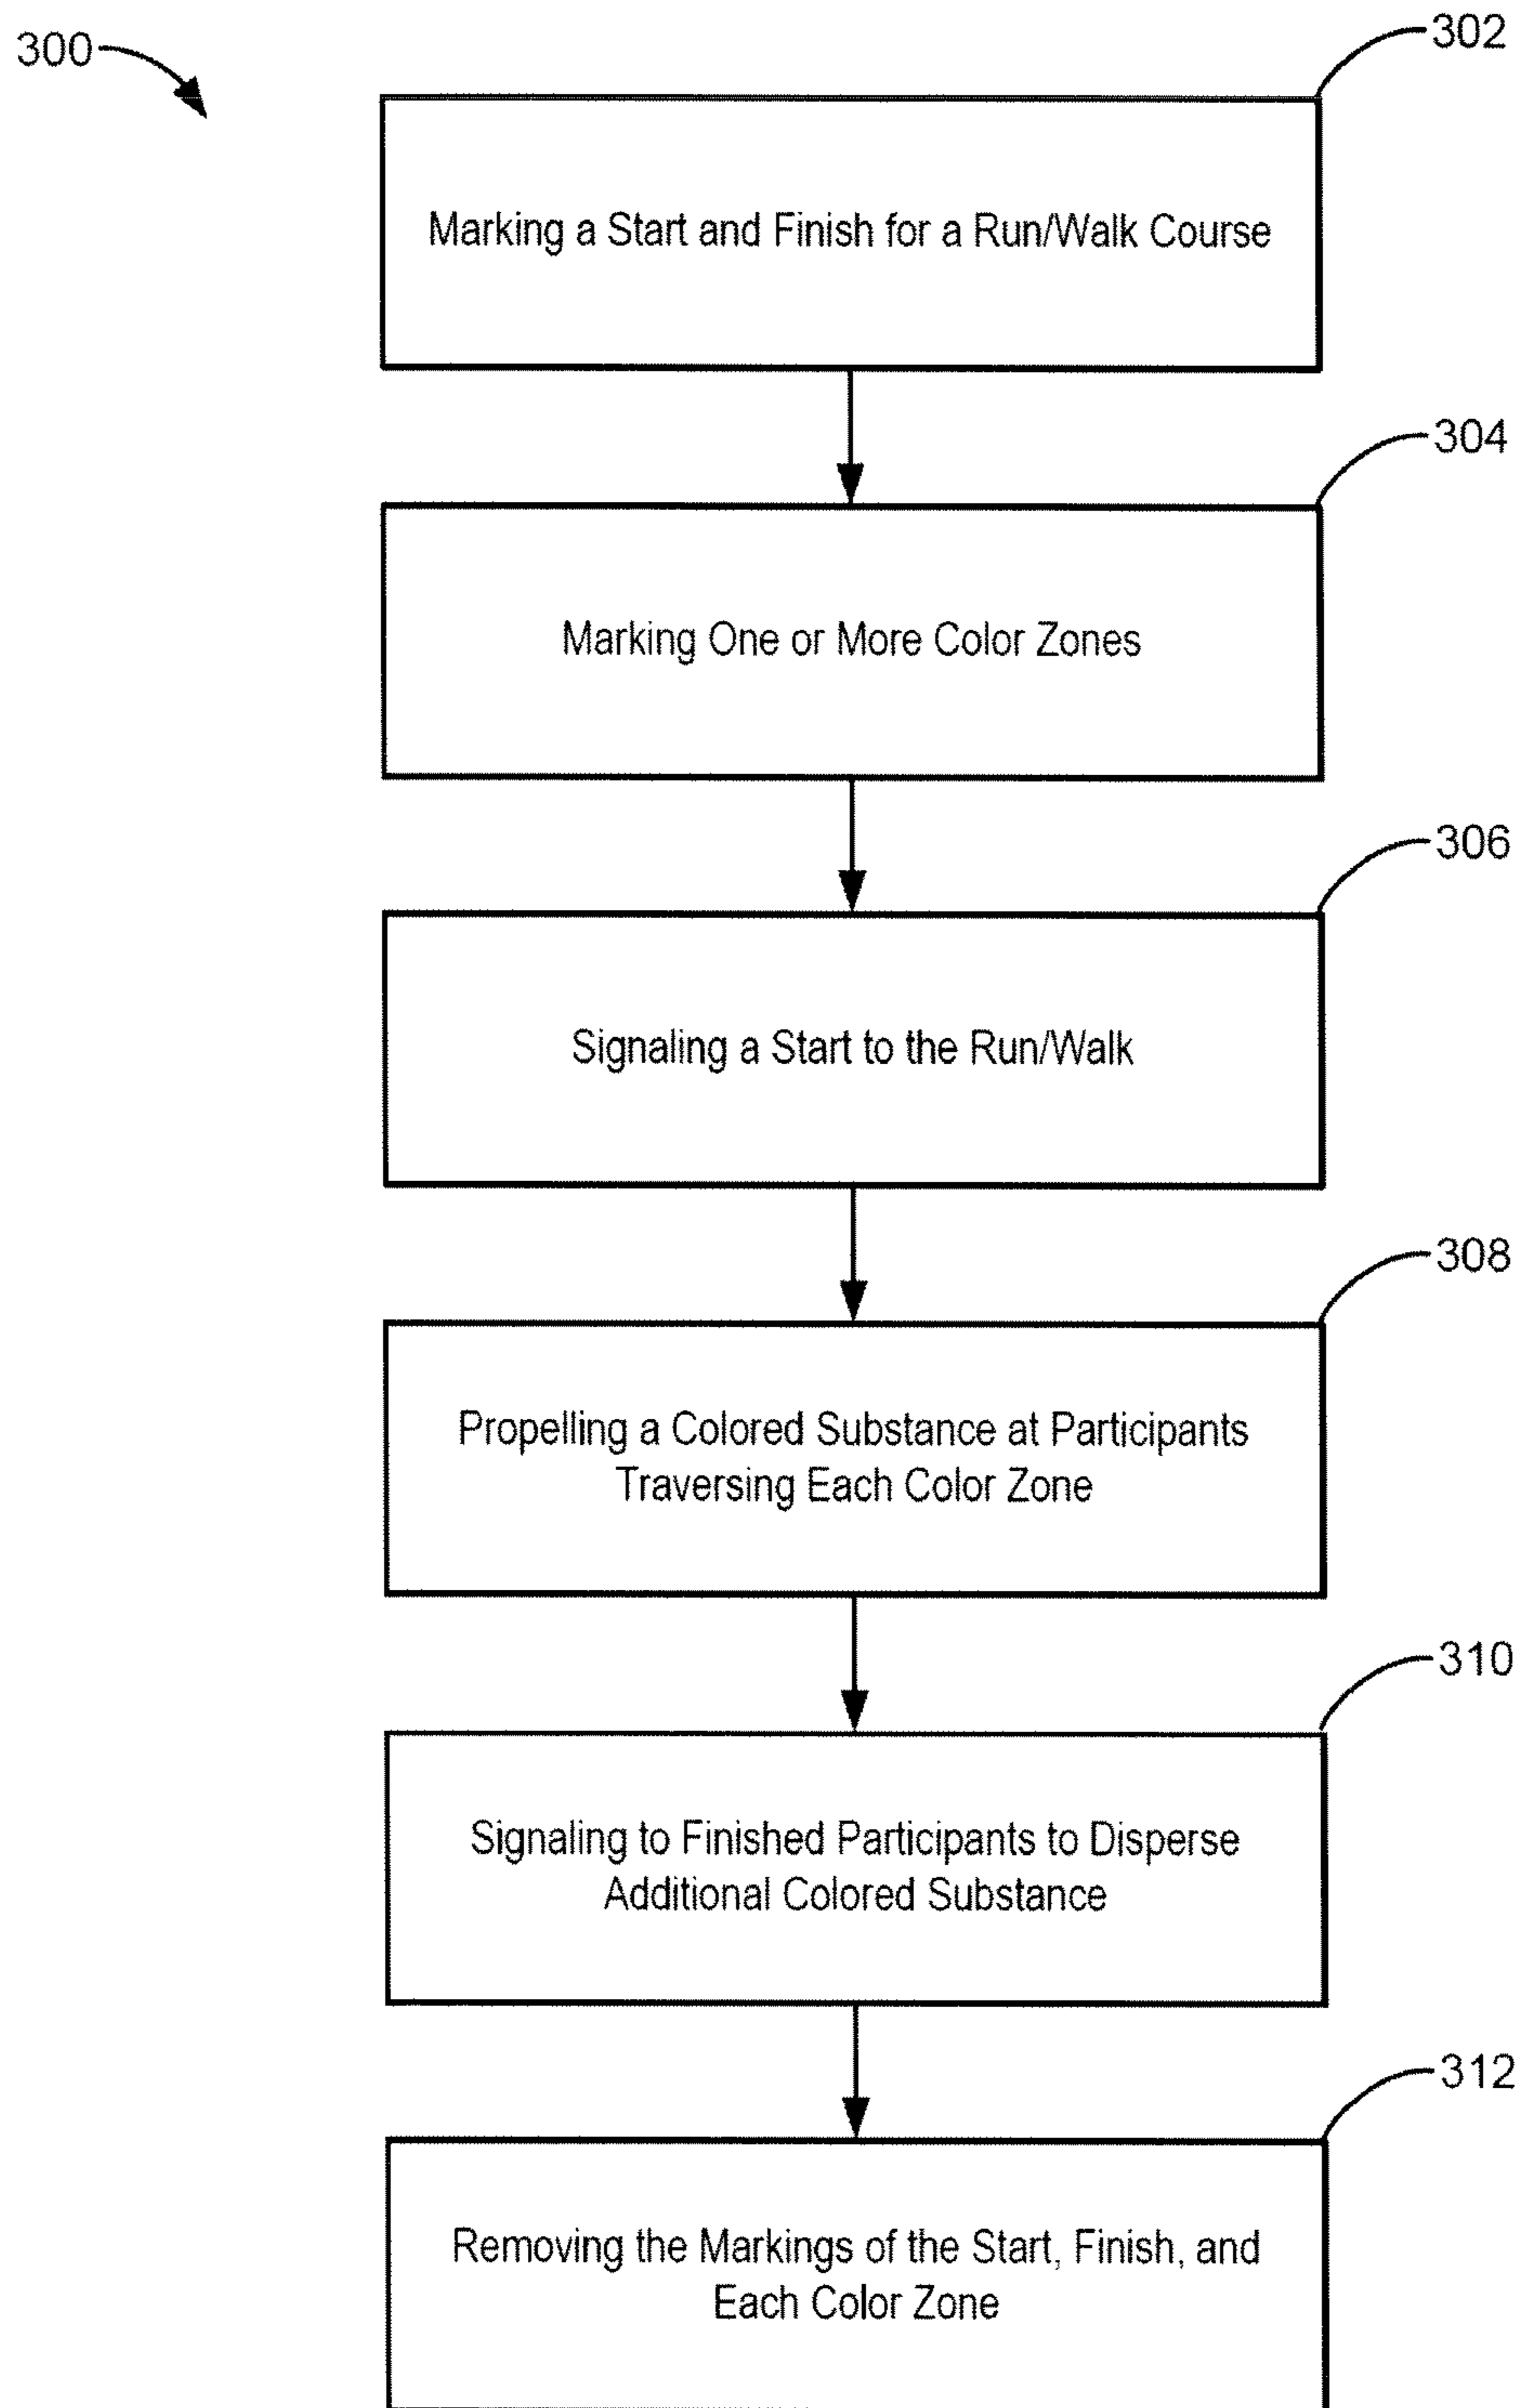 300
302
Marking a Start and Finish for a Run/Walk Course
304
Marking One or More Color Zones
306
Signaling a Start to the Run/Walk
308
Propelling a Colored Substance at Participants
Traversing Each Color Zone
310
Signaling to Finished Participants to Disperse
Additional Colored Substance
312
Removing the Markings of the Start, Finish, and
Each Color Zone